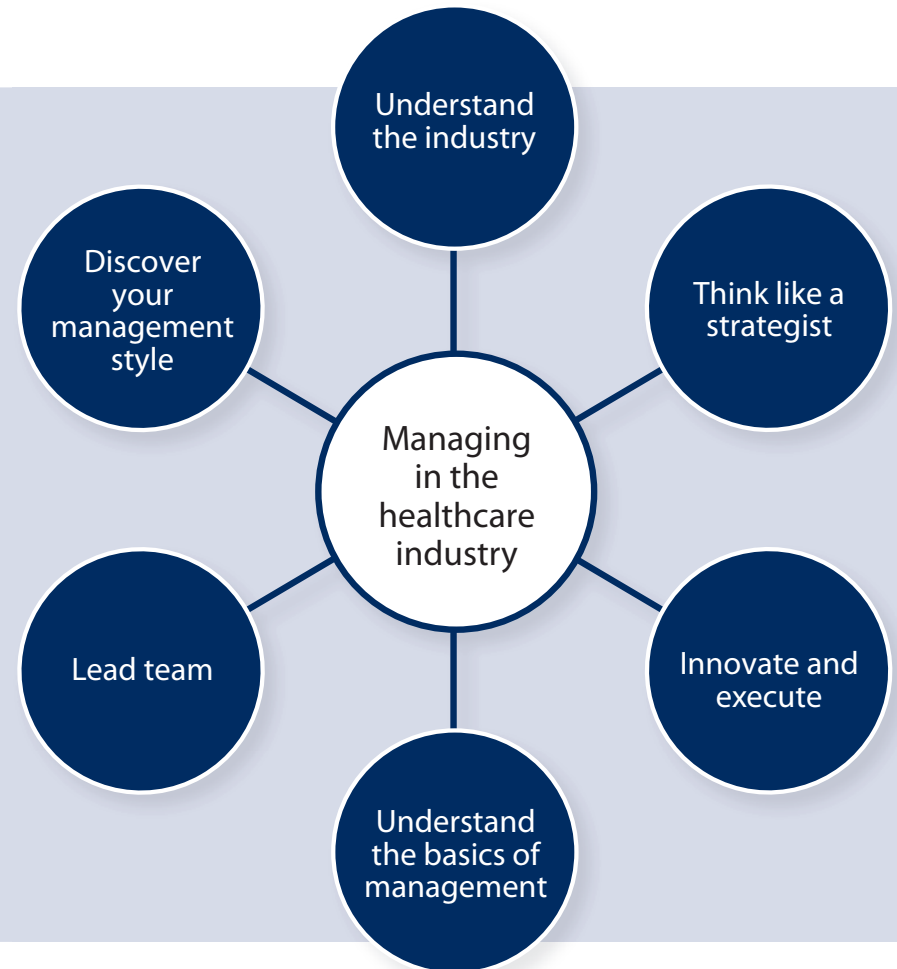 Understand
the industry
Discover
your
management
style
Think like a
strategist
Managing
in the
healthcare
industry
Lead team
Innovate and
execute
Understand
the basics of
management